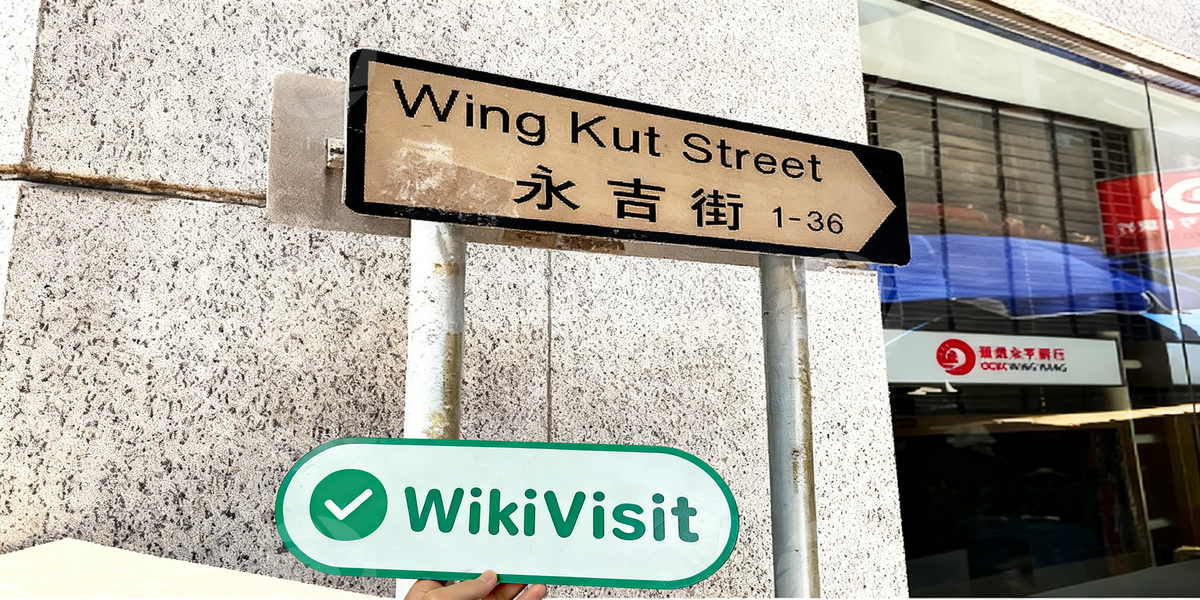 Wing Kut Street
永吉街 1-36
WikiVisit